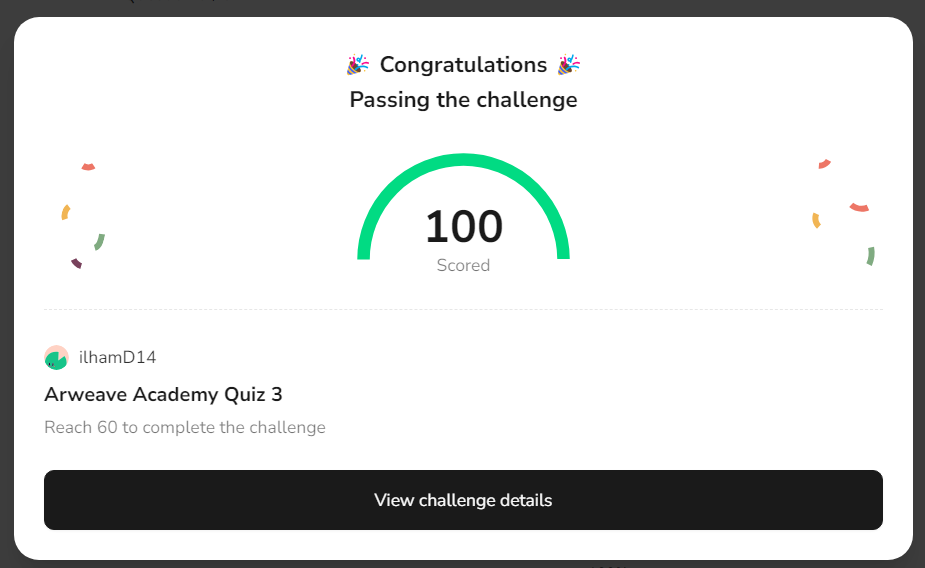 🎉 Congratulations 🎉
Passing the challenge
100
Scored
ilhamD14
Arweave Academy Quiz 3
Reach 60 to complete the challenge
View challenge details